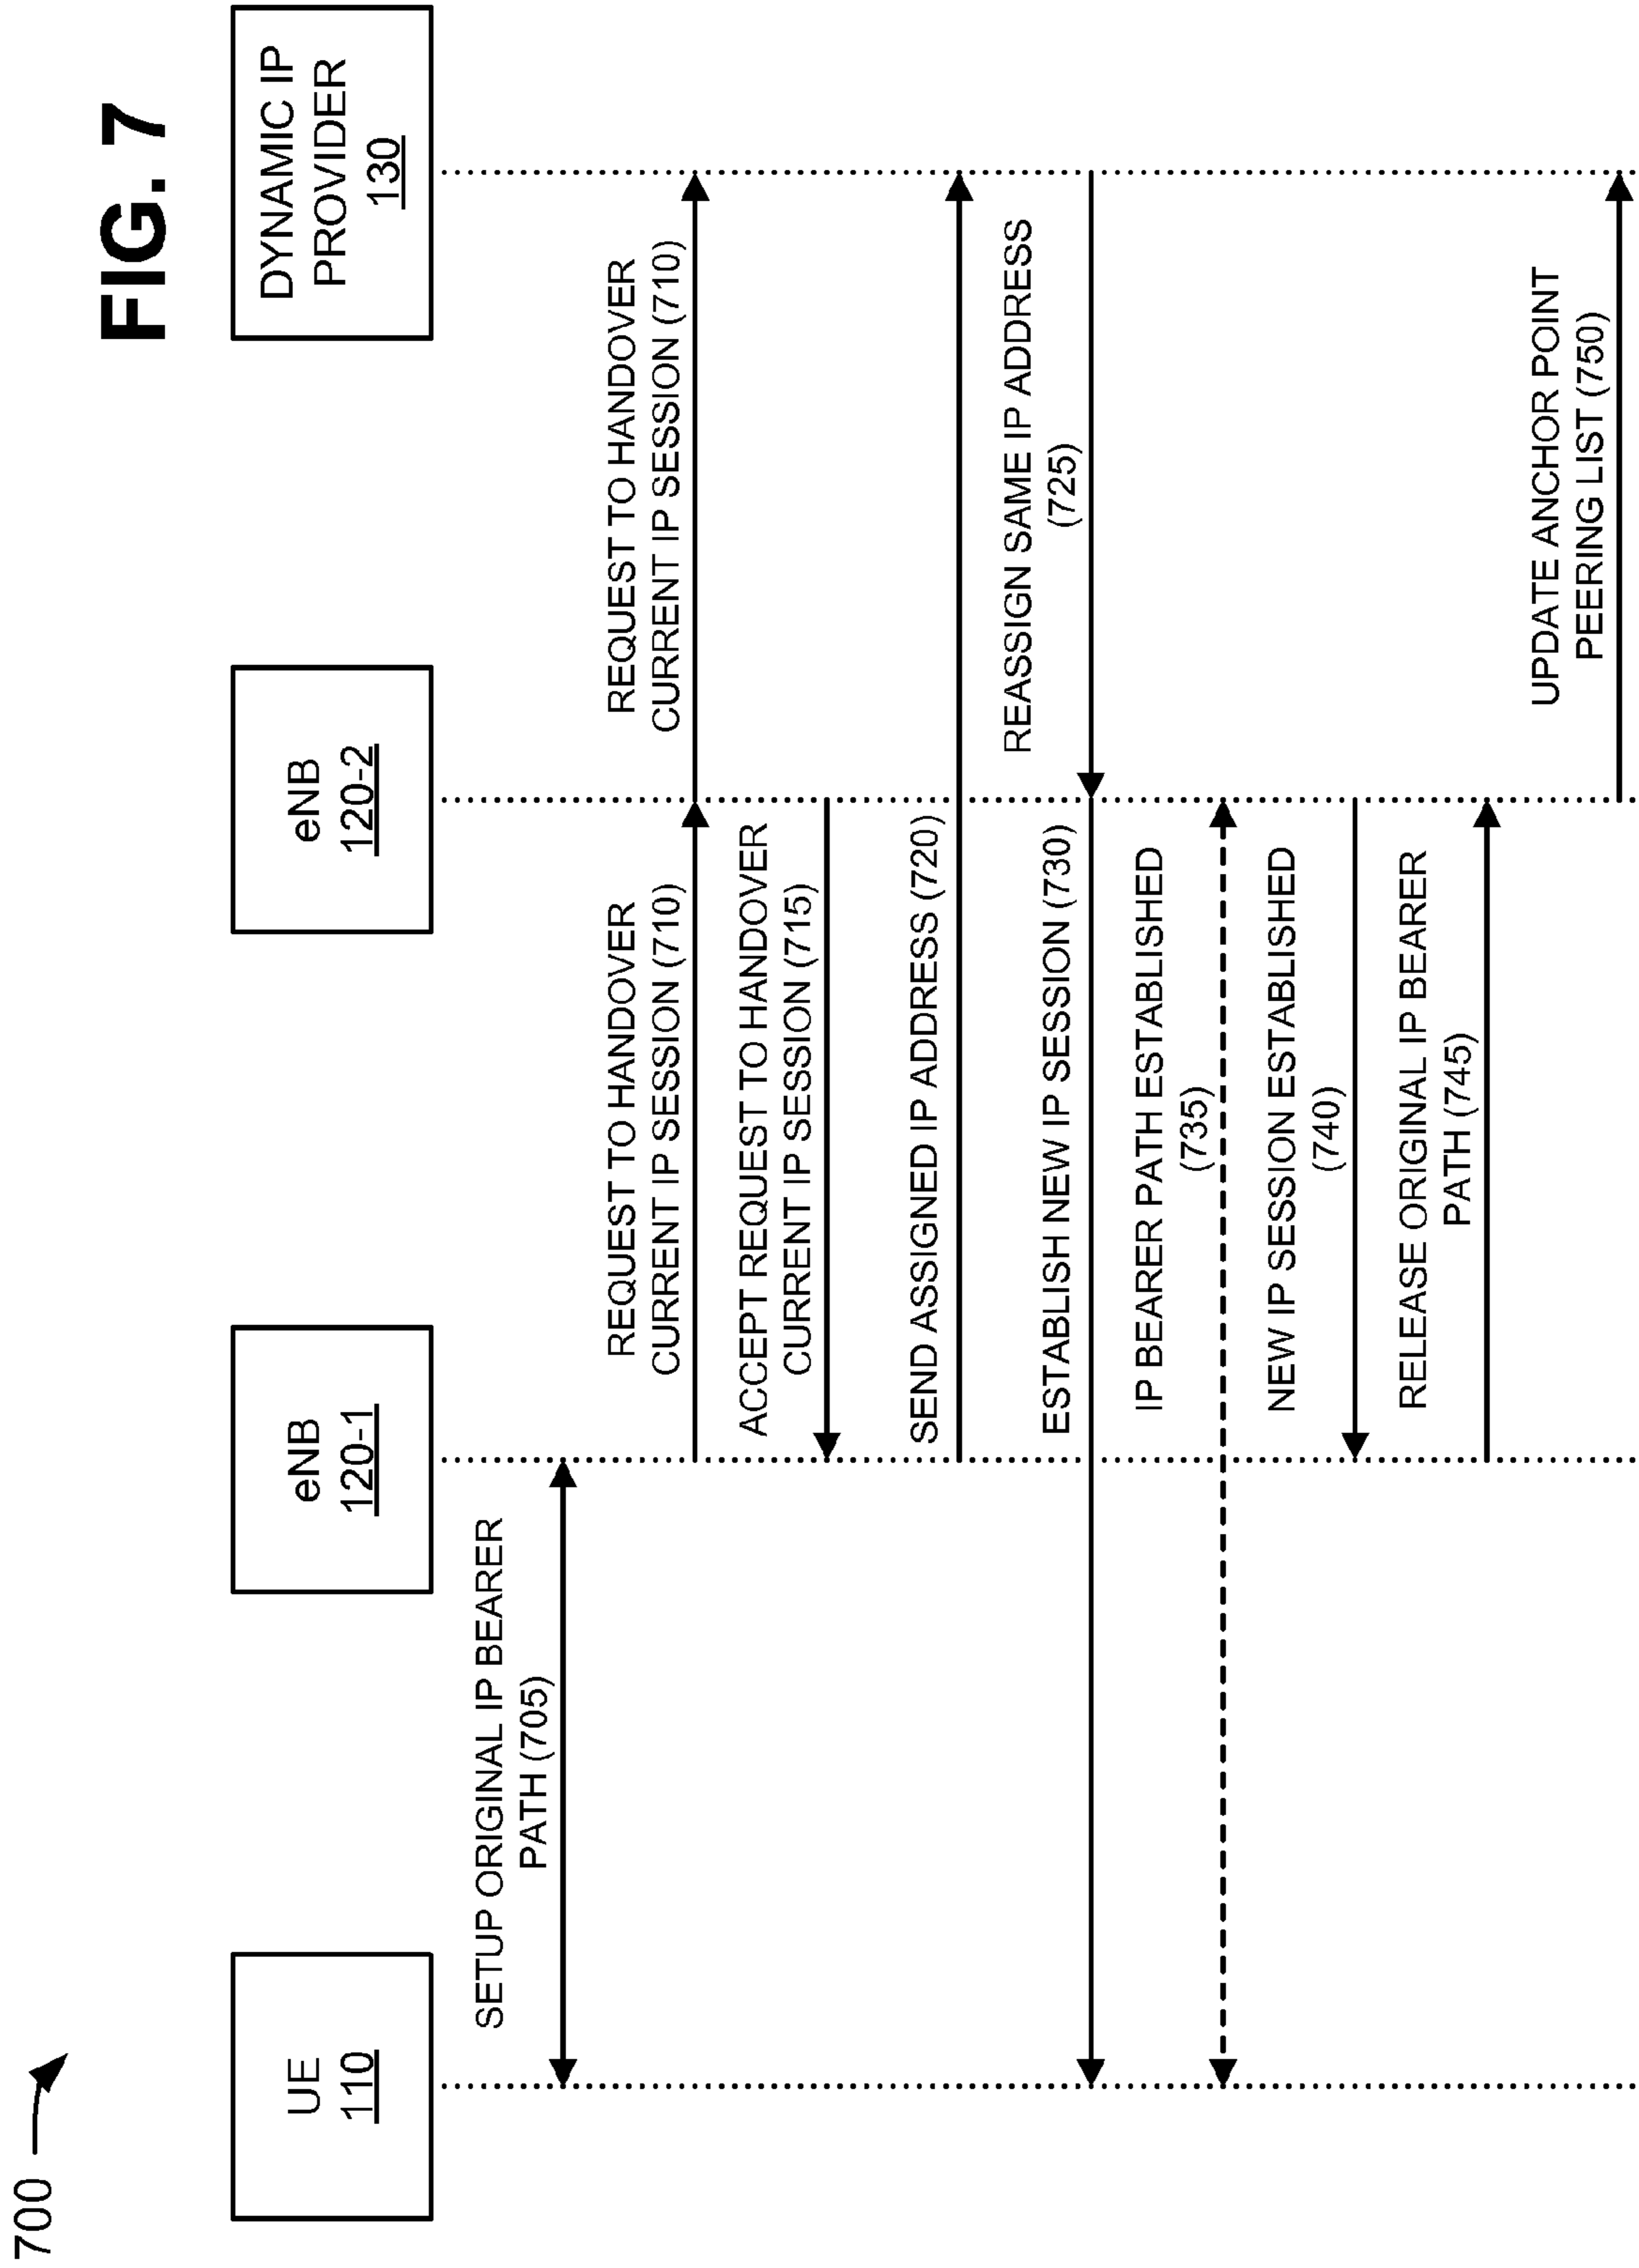 700
FIG. 7
UE
110
eNB
120-1
eNB
120-2
DYNAMIC IP
PROVIDER
130
SETUP ORIGINAL IP BEARER
PATH (705)
REQUEST TO HANDOVER
CURRENT IP SESSION (710)
REQUEST TO HANDOVER
CURRENT IP SESSION (710)
ACCEPT REQUEST TO HANDOVER
CURRENT IP SESSION (715)
SEND ASSIGNED IP ADDRESS (720)
REASSIGN SAME IP ADDRESS
(725)
ESTABLISH NEW IP SESSION (730)
IP BEARER PATH ESTABLISHED
(735)
NEW IP SESSION ESTABLISHED
(740)
RELEASE ORIGINAL IP BEARER
PATH (745)
UPDATE ANCHOR POINT
PEERING LIST (750)